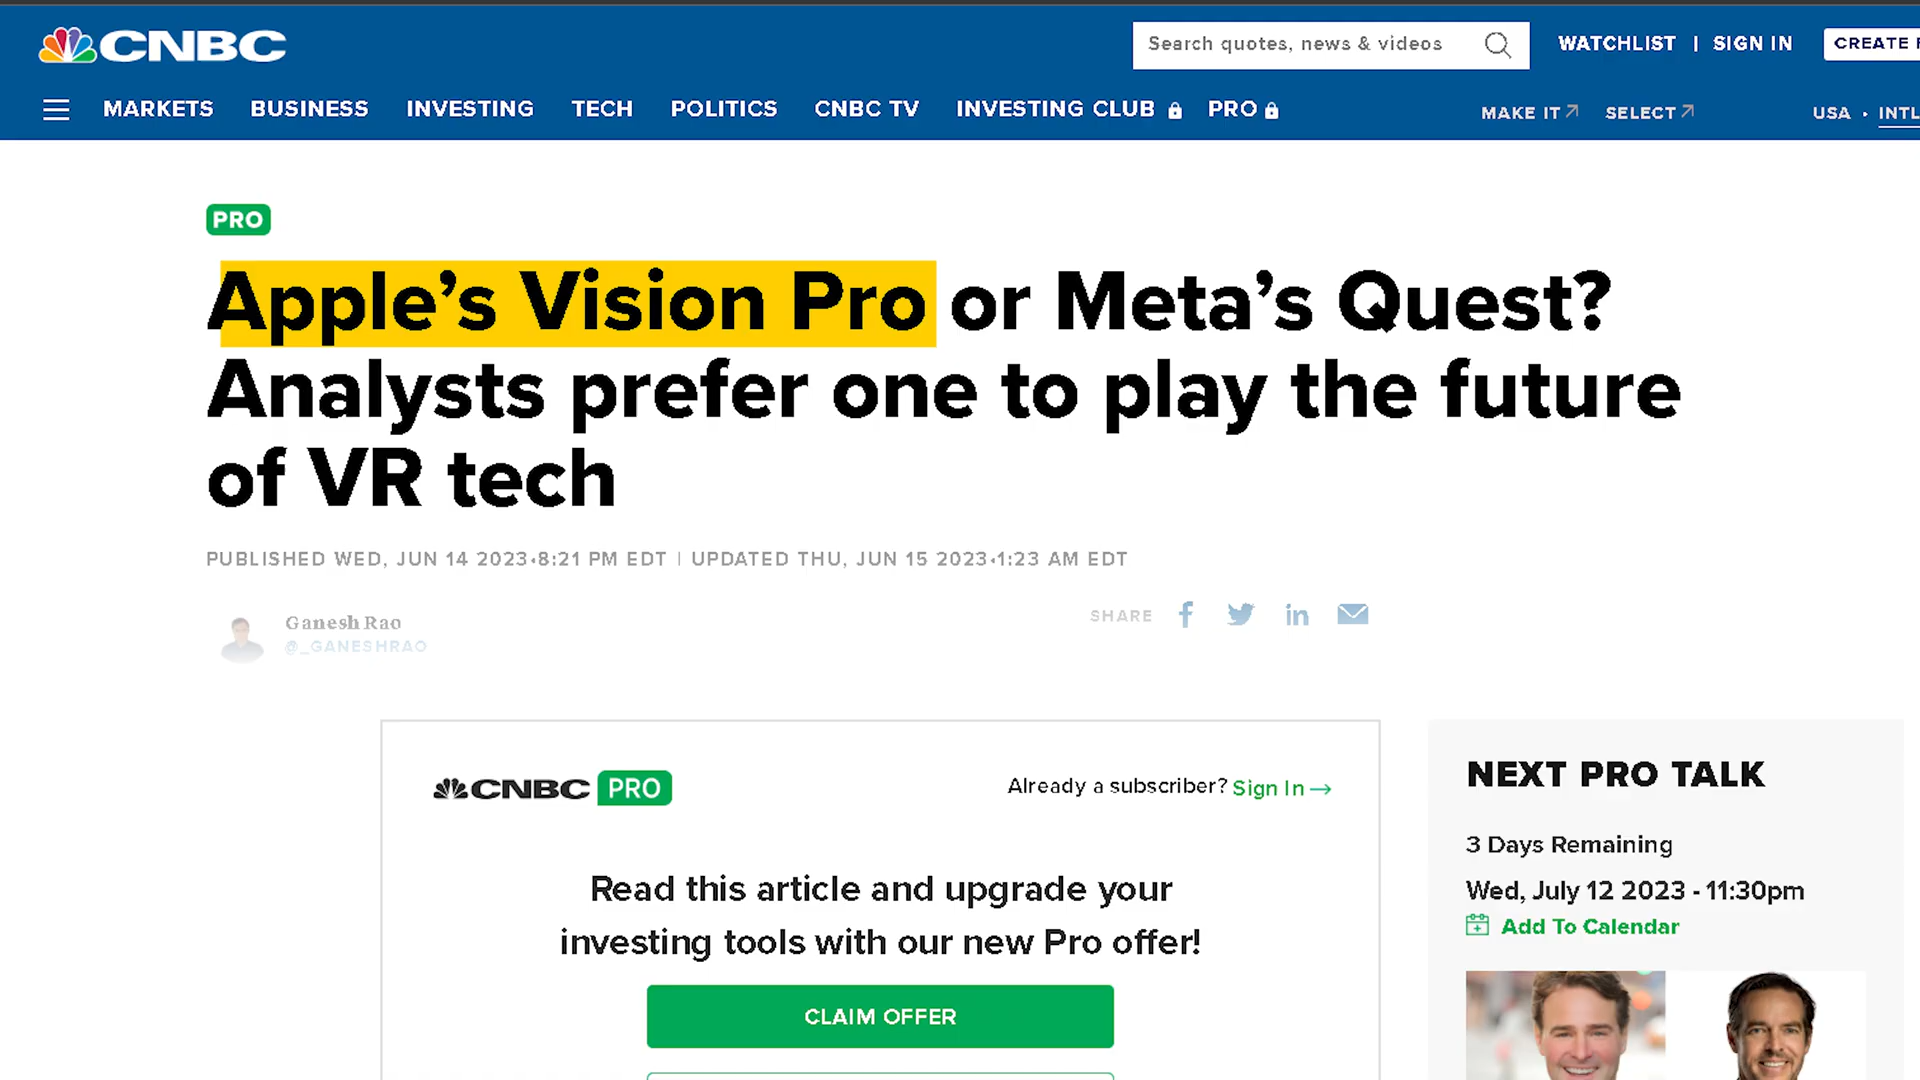 CNBC
Search quotes, news & videos
WATCHLIST | SIGN IN
CREATE
MARKETS BUSINESS INVESTING TECH POLITICS CNBC TV INVESTING CLUB PRO
MAKE IT SELECT
USA • INTL
PRO
Apple’s Vision Pro or Meta’s Quest?
Analysts prefer one to play the future
of VR tech
PUBLISHED WED, JUN 14 2023•8:21 PM EDT | UPDATED THU, JUN 15 2023•1:23 AM EDT
Ganesh Rao
@_GANESHRAO
SHARE
CNBC PRO
Already a subscriber? Sign In →
Read this article and upgrade your
investing tools with our new Pro offer!
CLAIM OFFER
NEXT PRO TALK
3 Days Remaining
Wed, July 12 2023 - 11:30pm
Add To Calendar